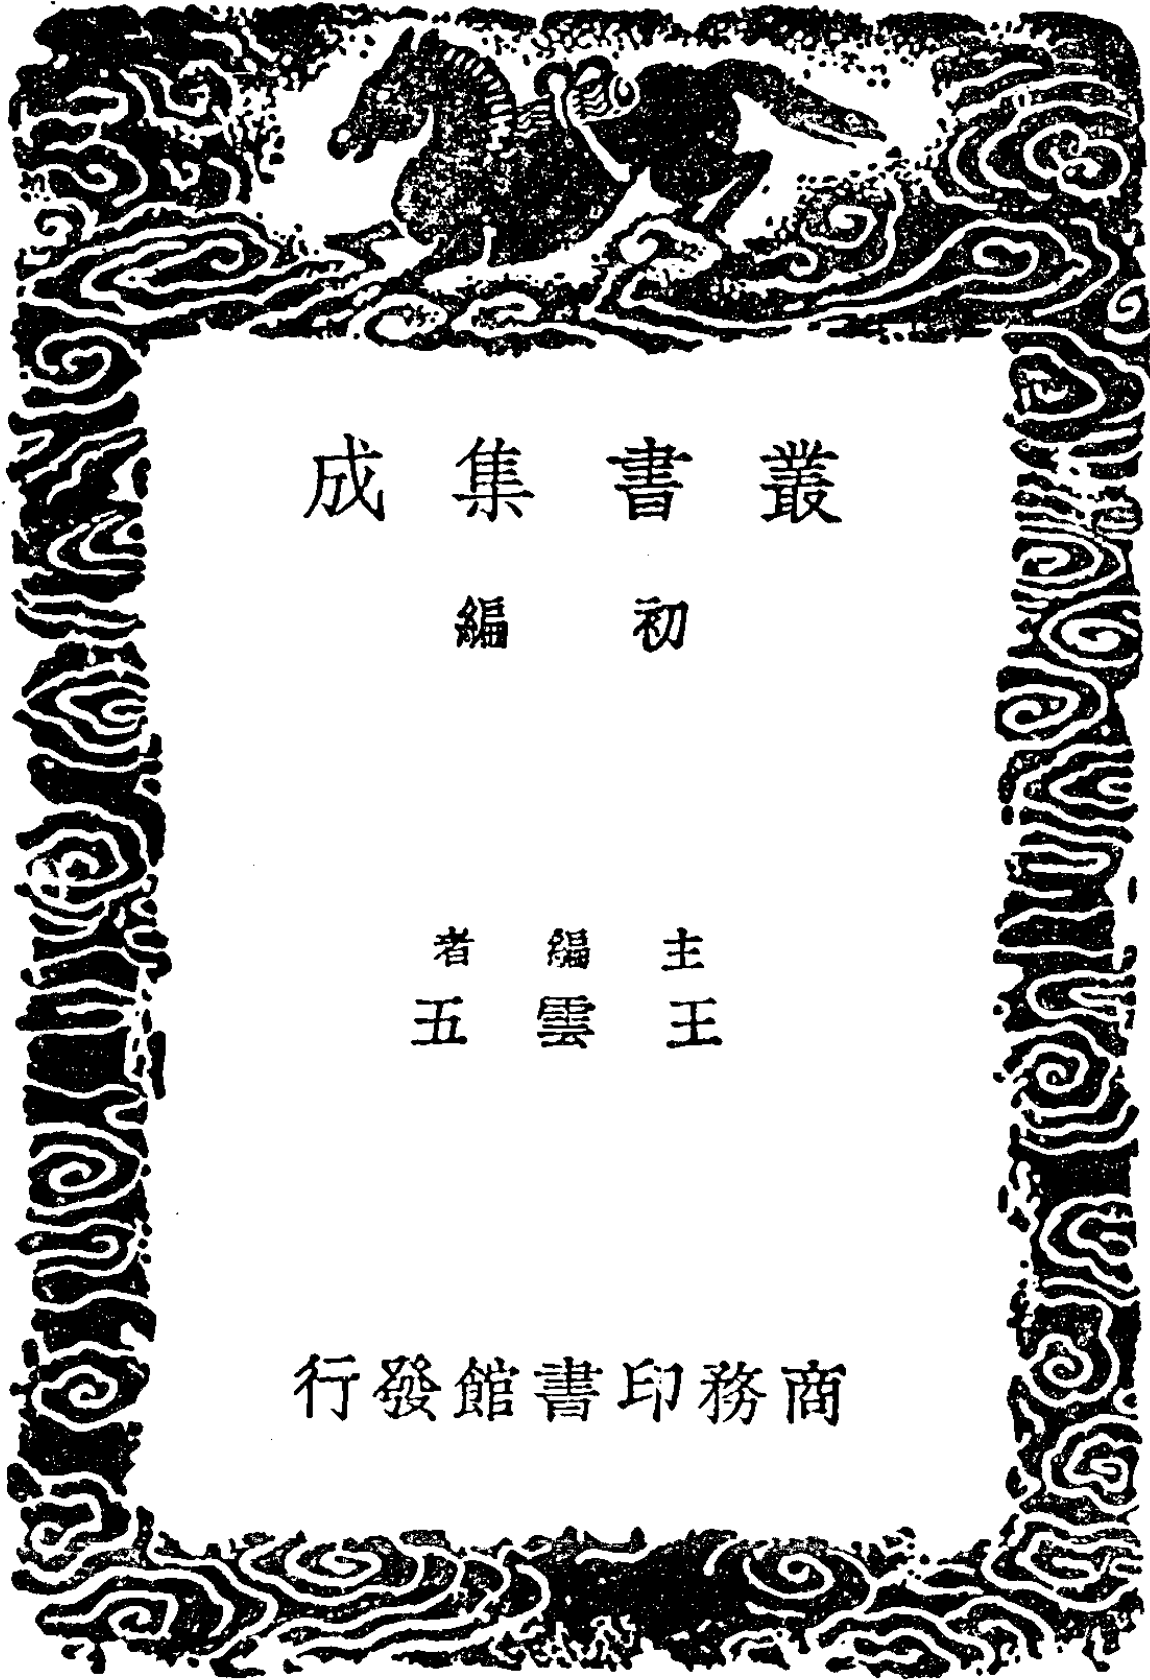 叢書集成
初編
主編者
王雲五
商務印書館發行